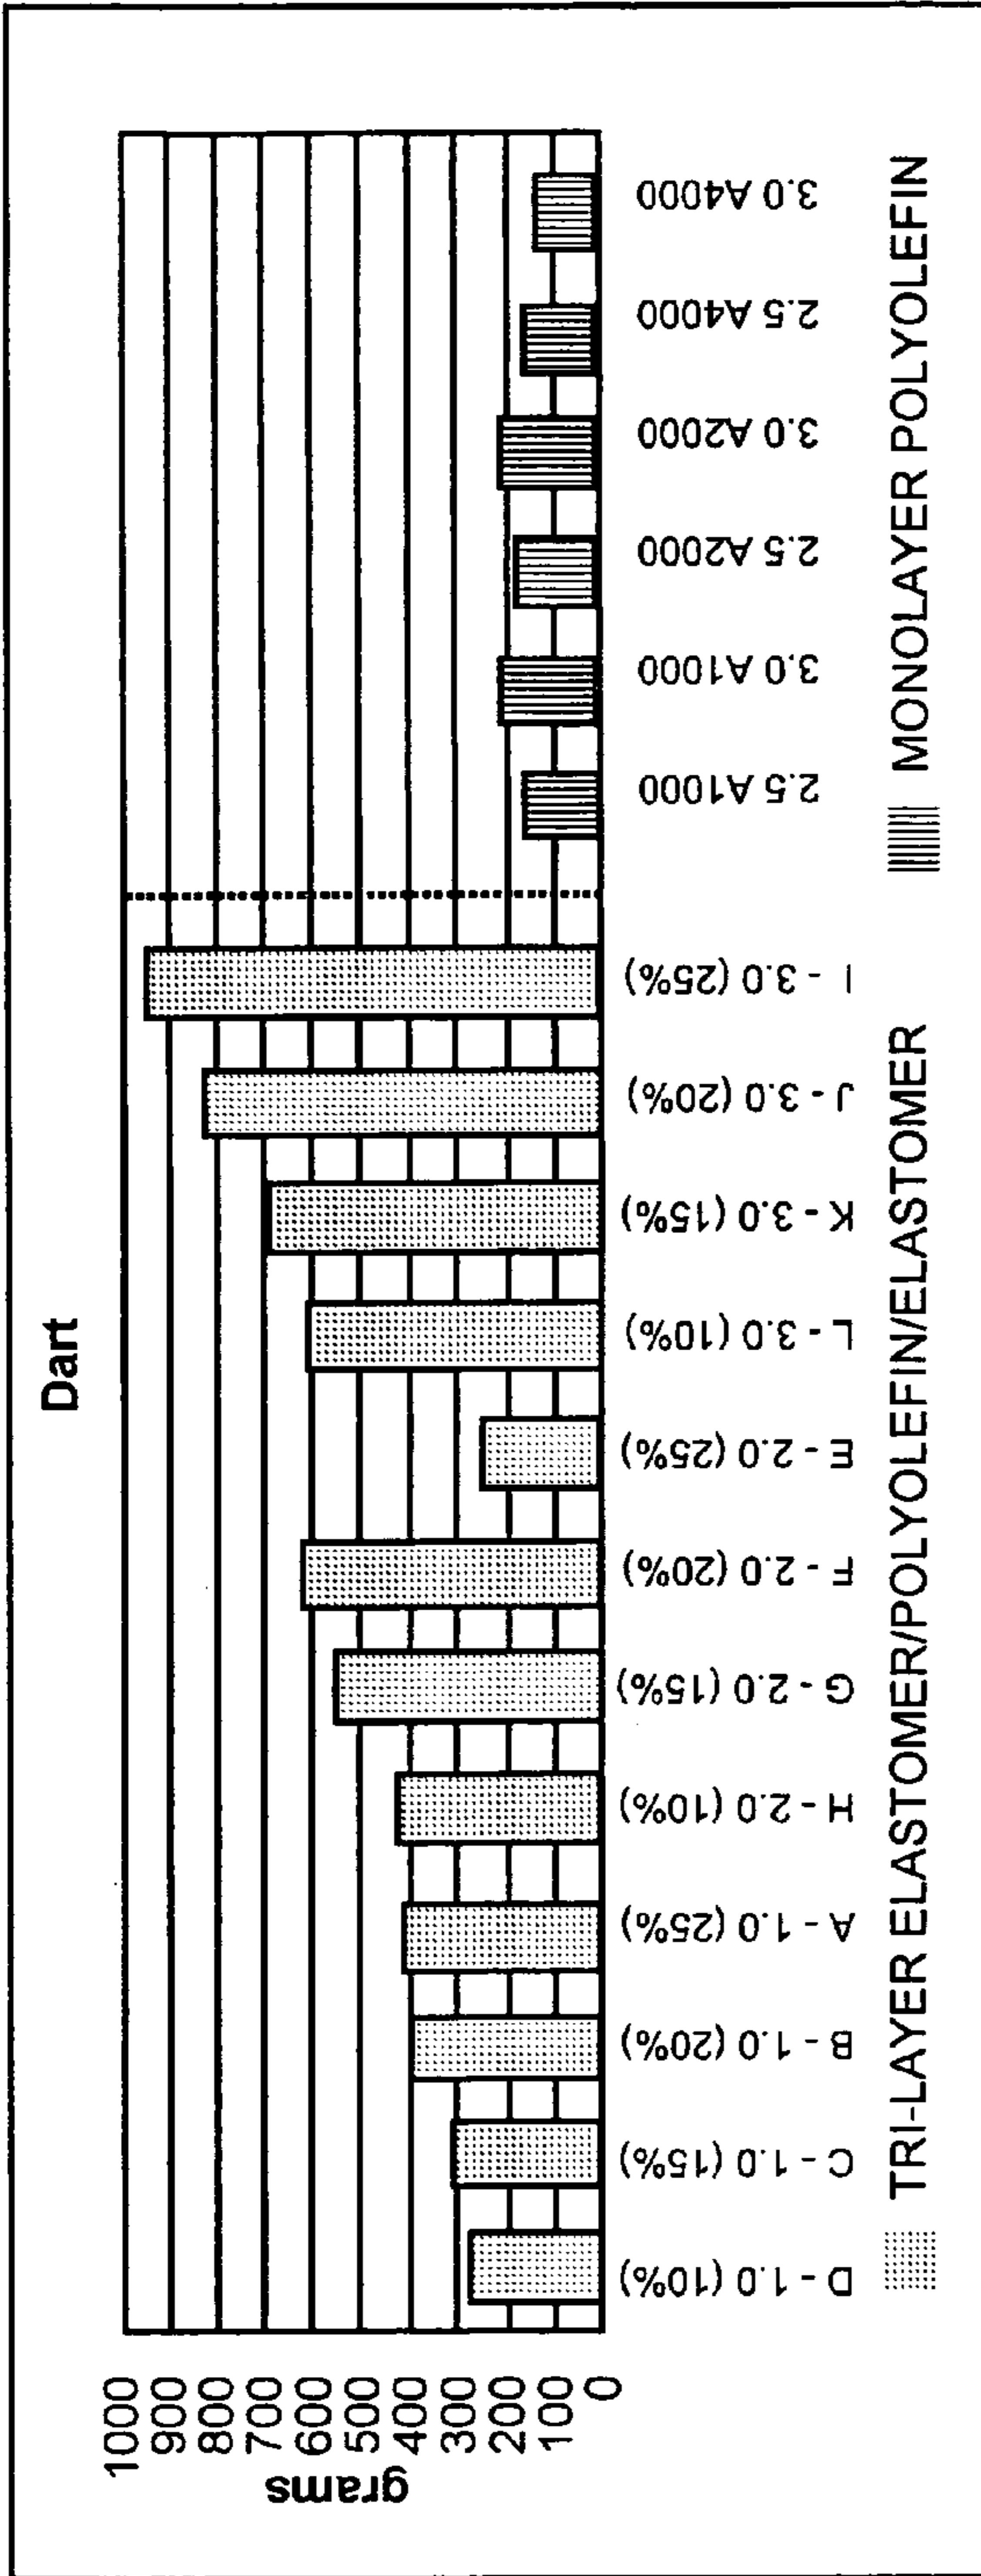 Dart
grams
1000
900
800
700
600
500
400
300
200
100
0
D - 1.0 (10%)
C - 1.0 (15%)
B - 1.0 (20%)
A - 1.0 (25%)
H - 2.0 (10%)
G - 2.0 (15%)
F - 2.0 (20%)
E - 2.0 (25%)
L - 3.0 (10%)
K - 3.0 (15%)
J - 3.0 (20%)
I - 3.0 (25%)
2.5 A1000
3.0 A1000
2.5 A2000
3.0 A2000
2.5 A4000
3.0 A4000
TRI-LAYER ELASTOMER/POLYOLEFIN/ELASTOMER
MONOLAYER POLYOLEFIN